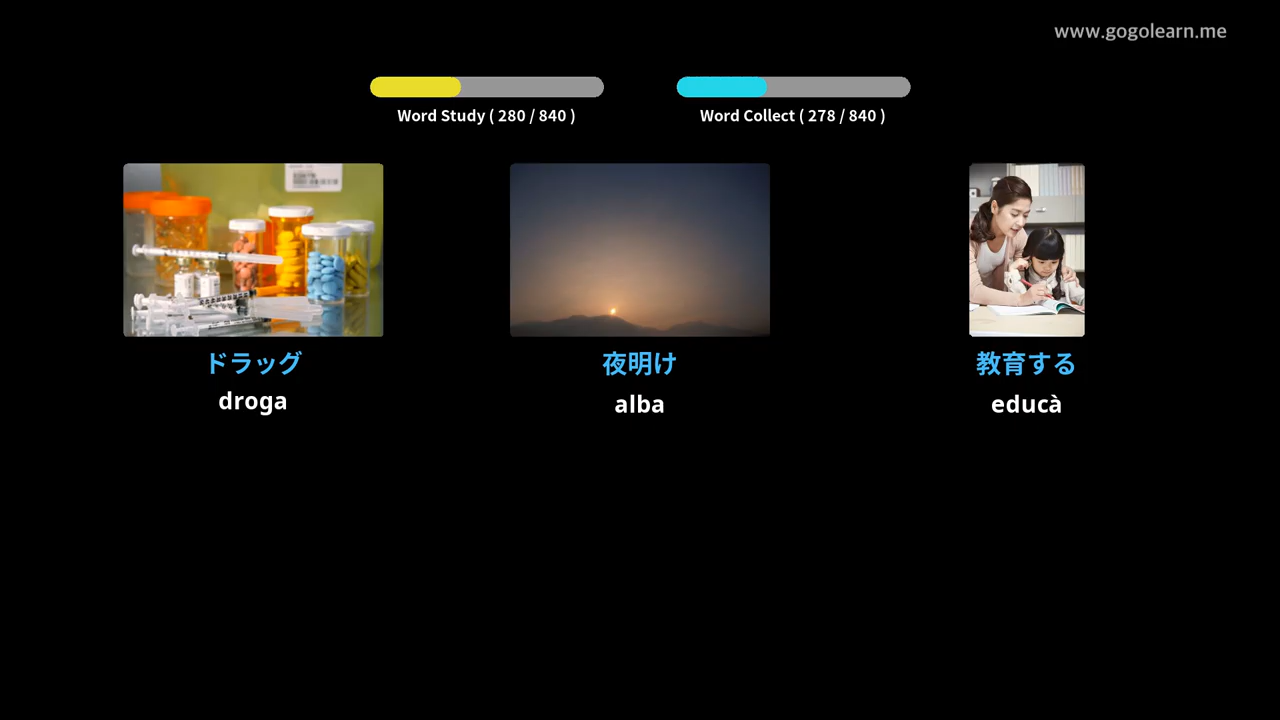 www.gogolearn.me
Word Study ( 280 / 840 )
Word Collect ( 278 / 840 )
ドラッグ
droga
夜明け
alba
教育する
educà